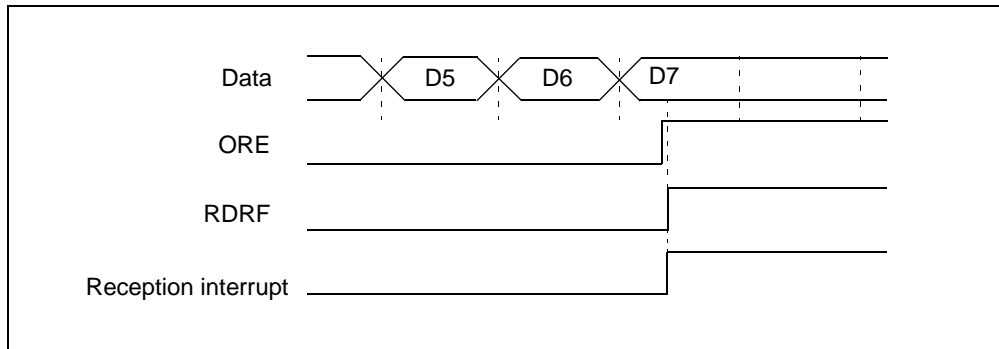 Data D5 D6 D7
ORE
RDRF
Reception interrupt